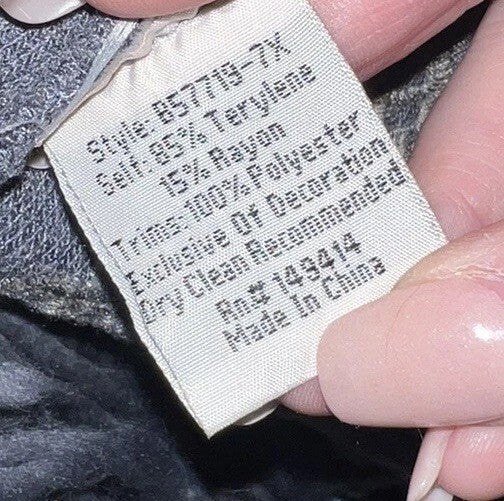 Style: B57719-7X
Self: 85% Terylene
15% Rayon
Trims: 100% Polyester
Exclusive Of Decoration
Dry Clean Recommended
Rn# 149414
Made In China